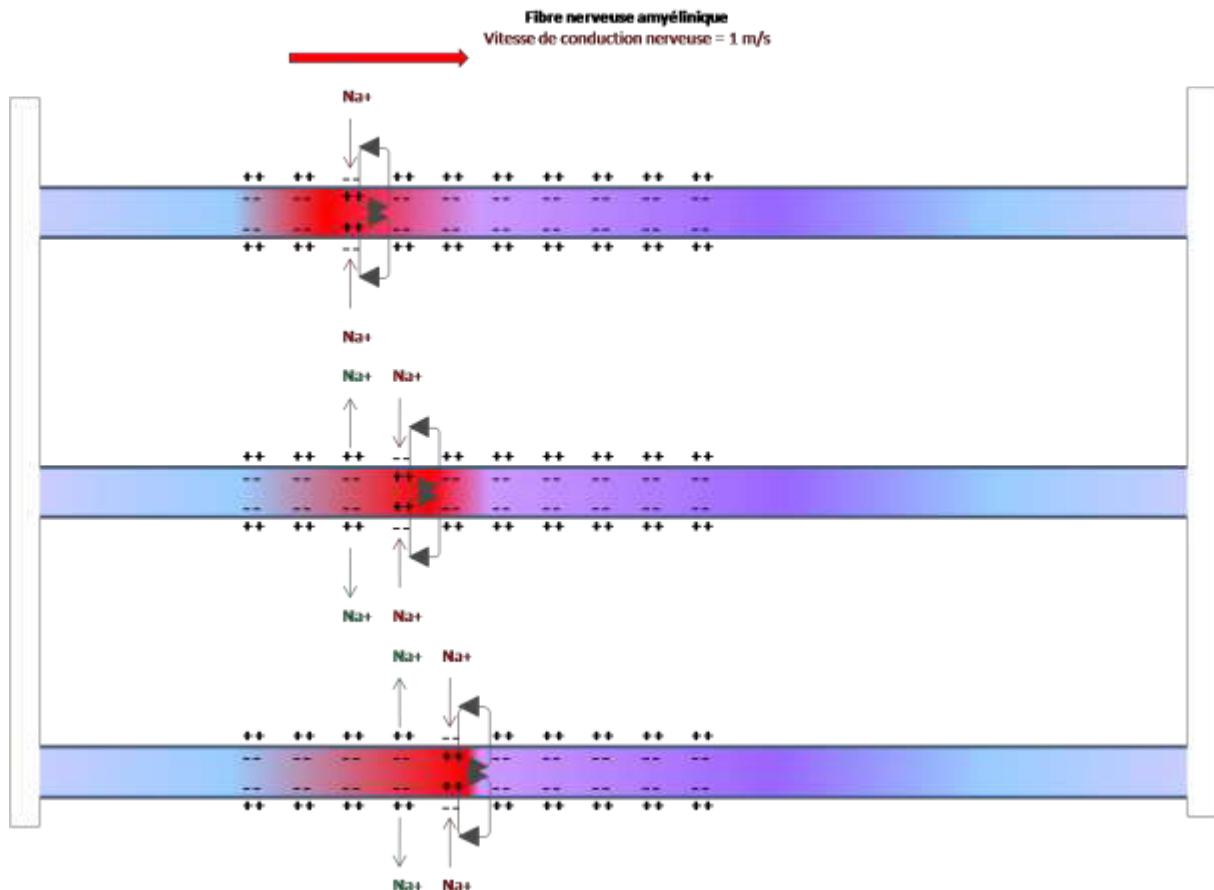 Fibre nerveuse amyélinique
Vitesse de conduction nerveuse = 1 m/s
Na+
++ ++ -- ++ ++ ++ ++ ++ ++ ++
-- -- ++ -- -- -- -- -- -- --
-- -- ++ -- -- -- -- -- -- --
++ ++ -- ++ ++ ++ ++ ++ ++ ++
Na+
Na+ Na+
++ ++ ++ -- ++ ++ ++ ++ ++ ++
-- -- -- ++ -- -- -- -- -- --
-- -- -- ++ -- -- -- -- -- --
++ ++ ++ -- ++ ++ ++ ++ ++ ++
Na+ Na+
Na+ Na+
++ ++ ++ ++ -- ++ ++ ++ ++ ++
-- -- -- -- ++ -- -- -- -- --
-- -- -- -- ++ -- -- -- -- --
++ ++ ++ ++ -- ++ ++ ++ ++ ++
Na+ Na+